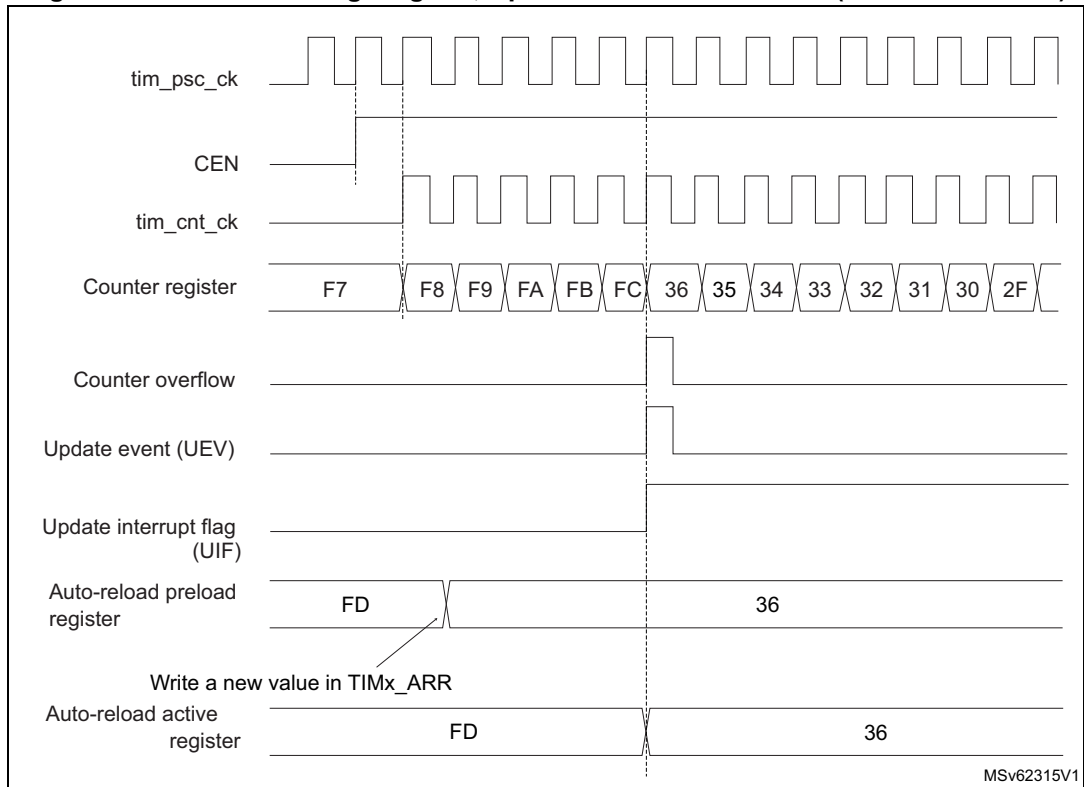 tim_psc_ck
CEN
tim_cnt_ck
Counter register F7 F8 F9 FA FB FC 36 35 34 33 32 31 30 2F
Counter overflow
Update event (UEV)
Update interrupt flag
(UIF)
Auto-reload preload
register
FD 36
Write a new value in TIMx_ARR
Auto-reload active
register
FD 36
MSv62315V1